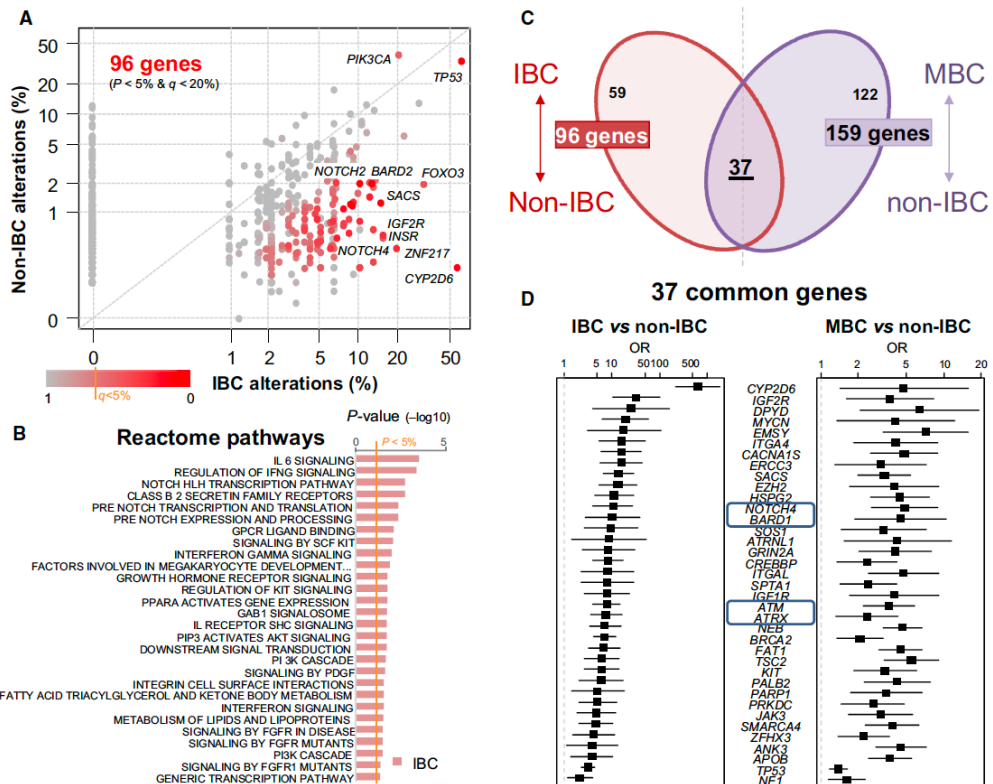 A
96 genes
(P < 5% & q < 20%)
Non-IBC alterations (%)
50
20
10
5
2
1
0
PIK3CA
TP53
NOTCH2 BARD2 FOXO3
SACS
IGF2R
INSR
NOTCH4 ZNF217
CYP2D6
0 1 2 5 10 20 50
IBC alterations (%)
1 q<5% 0
B
Reactome pathways
P-value (–log10)
0 P < 5% 5
IL 6 SIGNALING
REGULATION OF IFNG SIGNALING
NOTCH HLH TRANSCRIPTION PATHWAY
CLASS B 2 SECRETIN FAMILY RECEPTORS
PRE NOTCH TRANSCRIPTION AND TRANSLATION
PRE NOTCH EXPRESSION AND PROCESSING
GPCR LIGAND BINDING
SIGNALING BY SCF KIT
INTERFERON GAMMA SIGNALING
FACTORS INVOLVED IN MEGAKARYOCYTE DEVELOPMENT...
GROWTH HORMONE RECEPTOR SIGNALING
REGULATION OF KIT SIGNALING
PPARA ACTIVATES GENE EXPRESSION
GAB1 SIGNALOSOME
IL RECEPTOR SHC SIGNALING
PIP3 ACTIVATES AKT SIGNALING
DOWNSTREAM SIGNAL TRANSDUCTION
PI 3K CASCADE
SIGNALING BY PDGF
INTEGRIN CELL SURFACE INTERACTIONS
FATTY ACID TRIACYLGLYCEROL AND KETONE BODY METABOLISM
INTERFERON SIGNALING
METABOLISM OF LIPIDS AND LIPOPROTEINS
SIGNALING BY FGFR IN DISEASE
SIGNALING BY FGFR MUTANTS
PI3K CASCADE
SIGNALING BY FGFR1 MUTANTS
GENERIC TRANSCRIPTION PATHWAY
IBC
C
IBC
59
96 genes
Non-IBC
37
MBC
122
159 genes
non-IBC
D
37 common genes
IBC vs non-IBC
OR
1 5 10 50 100 500
MBC vs non-IBC
OR
1 2 5 10 20
CYP2D6
IGF2R
DPYD
MYCN
EMSY
ITGA4
CACNA1S
ERCC3
SACS
EZH2
HSPG2
NOTCH4
BARD1
SOS1
ATRNL1
GRIN2A
CREBBP
ITGAL
SPTA1
IGF1R
ATM
ATRX
NEB
BRCA2
FAT1
TSC2
KIT
PALB2
PARP1
PRKDC
JAK3
SMARCA4
ZFHX3
ANK3
APOB
TP53
NF1